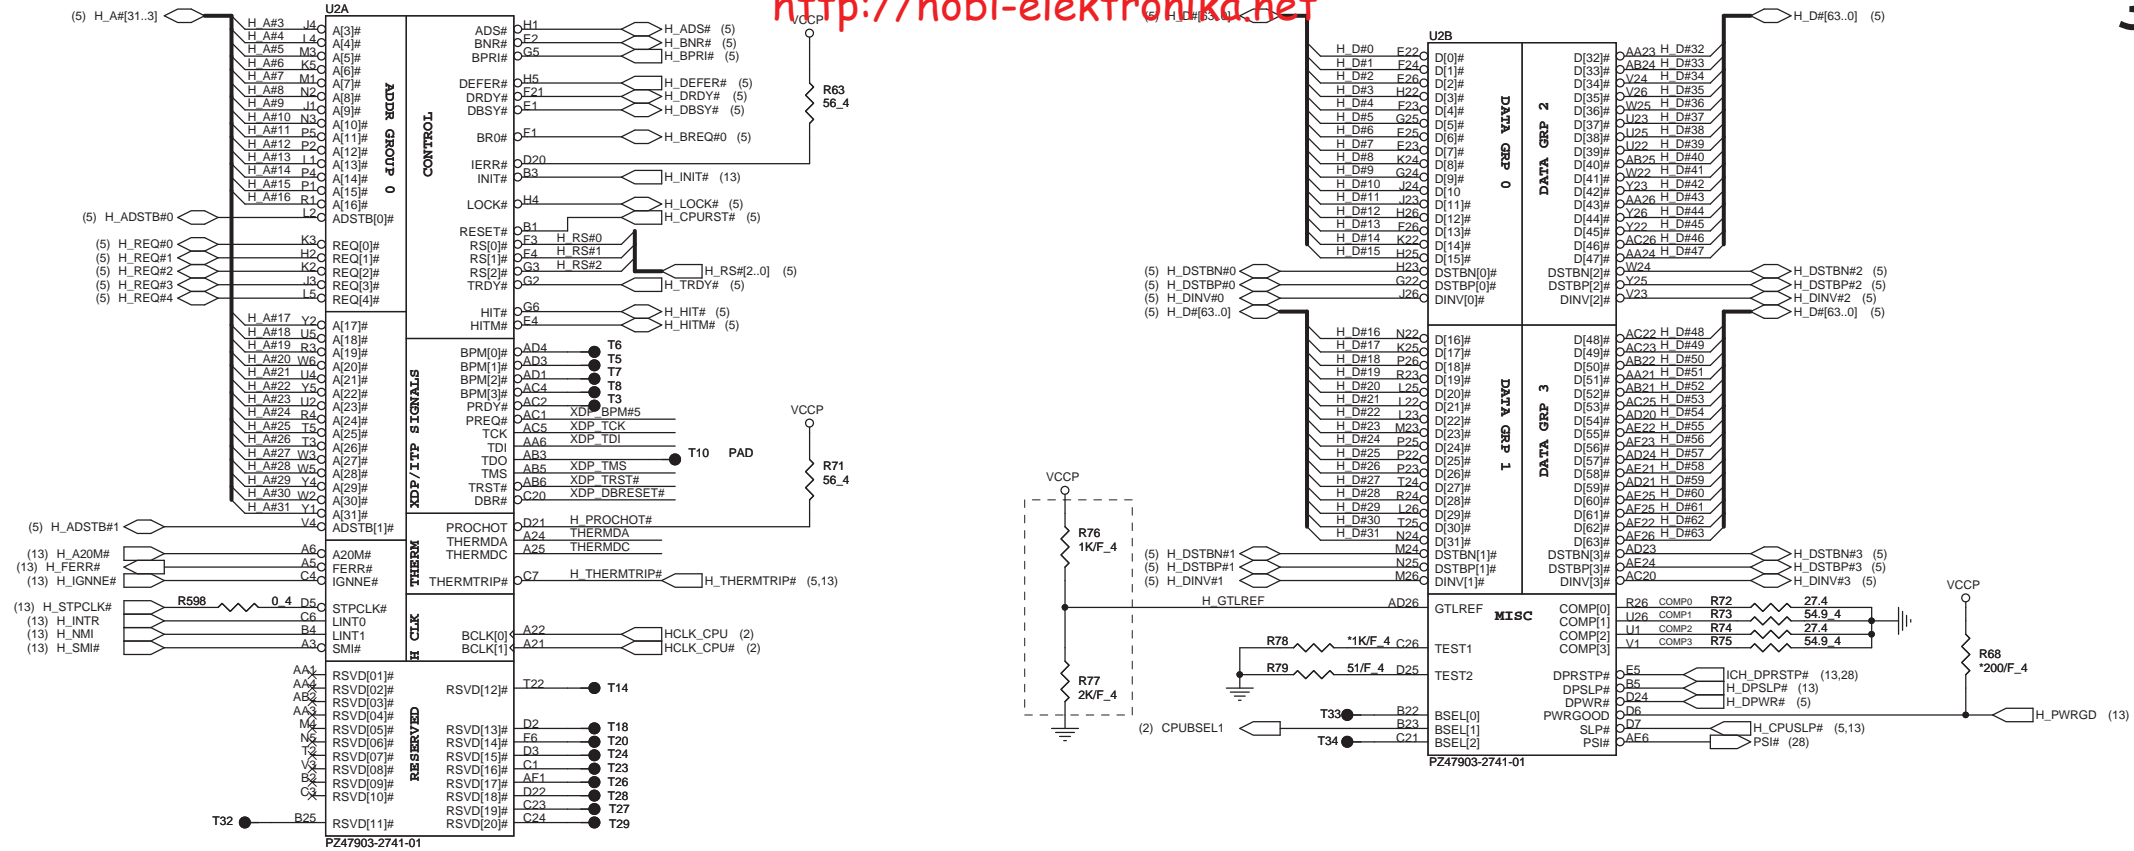 http://hobi-elektronika.net
(5) H_A#[31..3]
U2A
H_A#3 J4 A[3]#
H_A#4 L4 A[4]#
H_A#5 M3 A[5]#
H_A#6 K5 A[6]#
H_A#7 M1 A[7]#
H_A#8 N2 A[8]#
H_A#9 J1 A[9]#
H_A#10 N3 A[10]#
H_A#11 P5 A[11]#
H_A#12 P2 A[12]#
H_A#13 L1 A[13]#
H_A#14 P4 A[14]#
H_A#15 P1 A[15]#
H_A#16 R1 A[16]#
(5) H_ADSTB#0 L2 ADSTB[0]#
(5) H_REQ#0 K3 REQ[0]#
(5) H_REQ#1 H2 REQ[1]#
(5) H_REQ#2 K2 REQ[2]#
(5) H_REQ#3 J3 REQ[3]#
(5) H_REQ#4 L5 REQ[4]#
H_A#17 Y2 A[17]#
H_A#18 U5 A[18]#
H_A#19 R3 A[19]#
H_A#20 W6 A[20]#
H_A#21 U4 A[21]#
H_A#22 Y5 A[22]#
H_A#23 U2 A[23]#
H_A#24 R4 A[24]#
H_A#25 T5 A[25]#
H_A#26 T3 A[26]#
H_A#27 W3 A[27]#
H_A#28 W5 A[28]#
H_A#29 Y4 A[29]#
H_A#30 W2 A[30]#
H_A#31 Y1 A[31]#
(5) H_ADSTB#1 V4 ADSTB[1]#
(13) H_A20M# A6 A20M#
(13) H_FERR# A5 FERR#
(13) H_IGNNE# C4 IGNNE#
(13) H_STPCLK# R598 0_4 D5 STPCLK#
(13) H_INTR C6 LINT0
(13) H_NMI B4 LINT1
(13) H_SMI# A3 SMI#
AA1 RSVD[01]#
AA4 RSVD[02]#
AB2 RSVD[03]#
AA3 RSVD[04]#
M4 RSVD[05]#
N5 RSVD[06]#
T2 RSVD[07]#
V3 RSVD[08]#
B2 RSVD[09]#
C3 RSVD[10]#
T32 B25 RSVD[11]#
PZ47903-2741-01
ADDR GROUP 0
CONTROL
XDP/ITP SIGNALS
THERM
H CLK
RESERVED
ADS# H1 H_ADS# (5)
BNR# E2 H_BNR# (5)
BPRI# G5 H_BPRI# (5)
DEFER# H5 H_DEFER# (5)
DRDY# F21 H_DRDY# (5)
DBSY# E1 H_DBSY# (5)
BR0# F1 H_BREQ#0 (5)
IERR# D20
INIT# B3 H_INIT# (13)
LOCK# H4 H_LOCK# (5)
RESET# B1 H_CPURST# (5)
RS[0]# F3 H_RS#0
RS[1]# F4 H_RS#1
RS[2]# G3 H_RS#2
H_RS#[2..0] (5)
TRDY# G2 H_TRDY# (5)
HIT# G6 H_HIT# (5)
HITM# E4 H_HITM# (5)
BPM[0]# AD4 T6
BPM[1]# AD3 T5
BPM[2]# AD1 T7
BPM[3]# AC4 T8
PRDY# AC2 T3
PREQ# AC1 XDP_BPM#5
TCK AC5 XDP_TCK
TDI AA6 XDP_TDI
TDO AB3 T10 PAD
TMS AB5 XDP_TMS
TRST# AB6 XDP_TRST#
DBR# C20 XDP_DBRESET#
PROCHOT D21 H_PROCHOT#
THERMDA A24 THERMDA
THERMDC A25 THERMDC
THERMTRIP# C7 H_THERMTRIP# H_THERMTRIP# (5,13)
BCLK[0] A22 HCLK_CPU (2)
BCLK[1] A21 HCLK_CPU# (2)
RSVD[12]# T22 T14
RSVD[13]# D2 T18
RSVD[14]# F6 T20
RSVD[15]# D3 T24
RSVD[16]# C1 T23
RSVD[17]# AF1 T26
RSVD[18]# D22 T28
RSVD[19]# C23 T27
RSVD[20]# C24 T29
VCCP
R63
56_4
VCCP
R71
56_4
(5) H_D#[63..0]
U2B
H_D#0 E22 D[0]#
H_D#1 F24 D[1]#
H_D#2 E26 D[2]#
H_D#3 H22 D[3]#
H_D#4 F23 D[4]#
H_D#5 G25 D[5]#
H_D#6 E25 D[6]#
H_D#7 E23 D[7]#
H_D#8 K24 D[8]#
H_D#9 G24 D[9]#
H_D#10 J24 D[10
H_D#11 J23 D[11]#
H_D#12 H26 D[12]#
H_D#13 F26 D[13]#
H_D#14 K22 D[14]#
H_D#15 H25 D[15]#
(5) H_DSTBN#0 H23 DSTBN[0]#
(5) H_DSTBP#0 G22 DSTBP[0]#
(5) H_DINV#0 J26 DINV[0]#
(5) H_D#[63..0]
H_D#16 N22 D[16]#
H_D#17 K25 D[17]#
H_D#18 P26 D[18]#
H_D#19 R23 D[19]#
H_D#20 L25 D[20]#
H_D#21 L22 D[21]#
H_D#22 L23 D[22]#
H_D#23 M23 D[23]#
H_D#24 P25 D[24]#
H_D#25 P22 D[25]#
H_D#26 P23 D[26]#
H_D#27 T24 D[27]#
H_D#28 R24 D[28]#
H_D#29 L26 D[29]#
H_D#30 T25 D[30]#
H_D#31 N24 D[31]#
(5) H_DSTBN#1 M24 DSTBN[1]#
(5) H_DSTBP#1 N25 DSTBP[1]#
(5) H_DINV#1 M26 DINV[1]#
VCCP
R76
1K/F_4
R77
2K/F_4
H_GTLREF AD26 GTLREF
R78 *1K/F_4 C26 TEST1
R79 51/F_4 D25 TEST2
T33 B22 BSEL[0]
(2) CPUBSEL1 B23 BSEL[1]
T34 C21 BSEL[2]
PZ47903-2741-01
DATA GRP 0
DATA GRP 2
DATA GRP 1
DATA GRP 3
MISC
H_D#[63..0] (5)
D[32]# AA23 H_D#32
D[33]# AB24 H_D#33
D[34]# V24 H_D#34
D[35]# V26 H_D#35
D[36]# W25 H_D#36
D[37]# U23 H_D#37
D[38]# U25 H_D#38
D[39]# U22 H_D#39
D[40]# AB25 H_D#40
D[41]# W22 H_D#41
D[42]# Y23 H_D#42
D[43]# AA26 H_D#43
D[44]# Y26 H_D#44
D[45]# Y22 H_D#45
D[46]# AC26 H_D#46
D[47]# AA24 H_D#47
DSTBN[2]# W24 H_DSTBN#2 (5)
DSTBP[2]# Y25 H_DSTBP#2 (5)
DINV[2]# V23 H_DINV#2 (5)
H_D#[63..0] (5)
D[48]# AC22 H_D#48
D[49]# AC23 H_D#49
D[50]# AB22 H_D#50
D[51]# AA21 H_D#51
D[52]# AB21 H_D#52
D[53]# AC25 H_D#53
D[54]# AD20 H_D#54
D[55]# AE22 H_D#55
D[56]# AF23 H_D#56
D[57]# AD24 H_D#57
D[58]# AE21 H_D#58
D[59]# AD21 H_D#59
D[60]# AE25 H_D#60
D[61]# AF25 H_D#61
D[62]# AF22 H_D#62
D[63]# AF26 H_D#63
DSTBN[3]# AD23 H_DSTBN#3 (5)
DSTBP[3]# AE24 H_DSTBP#3 (5)
DINV[3]# AC20 H_DINV#3 (5)
COMP[0] R26 COMP0 R72 27.4
COMP[1] U26 COMP1 R73 54.9_4
COMP[2] U1 COMP2 R74 27.4
COMP[3] V1 COMP3 R75 54.9_4
DPRSTP# E5 ICH_DPRSTP# (13,28)
DPSLP# B5 H_DPSLP# (13)
DPWR# D24 H_DPWR# (5)
PWRGOOD D6 H_PWRGD (13)
SLP# D7 H_CPUSLP# (5,13)
PSI# AE6 PSI# (28)
VCCP
R68
*200/F_4